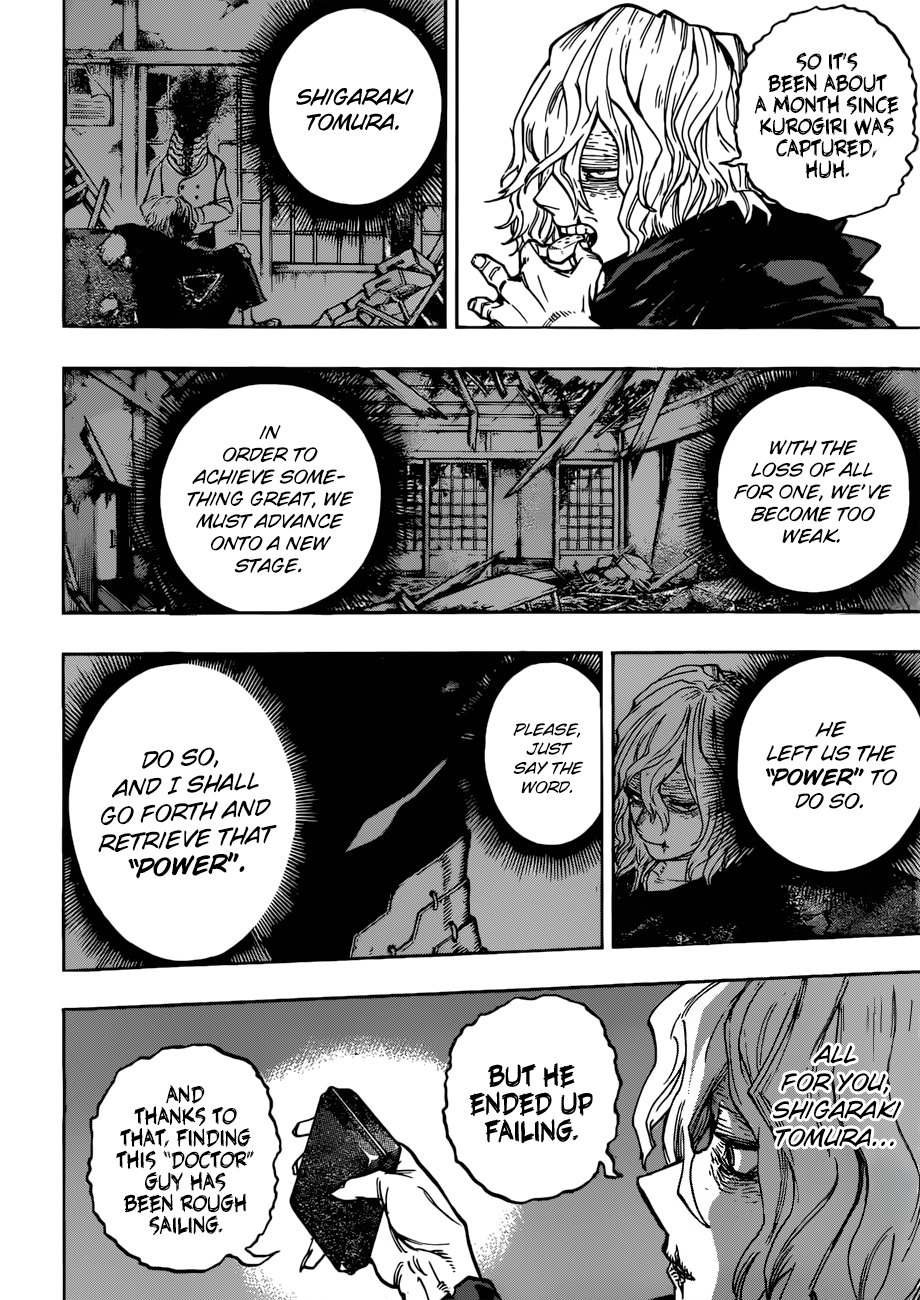 SO IT'S
BEEN ABOUT
A MONTH SINCE
KUROGIRI WAS
CAPTURED,
HUH.
SHIGARAKI
TOMURA.
WITH THE
LOSS OF ALL
FOR ONE, WE'VE
BECOME TOO
WEAK.
IN
ORDER TO
ACHIEVE SOME-
THING GREAT, WE
MUST ADVANCE
ONTO A NEW
STAGE.
HE
LEFT US THE
"POWER" TO
DO SO.
PLEASE,
JUST
SAY THE
WORD.
DO SO,
AND I SHALL
GO FORTH AND
RETRIEVE THAT
"POWER".
ALL
FOR YOU,
SHIGARAKI
TOMURA...
BUT HE
ENDED UP
FAILING.
AND
THANKS TO
THAT, FINDING
THIS "DOCTOR"
GUY HAS
BEEN ROUGH
SAILING.